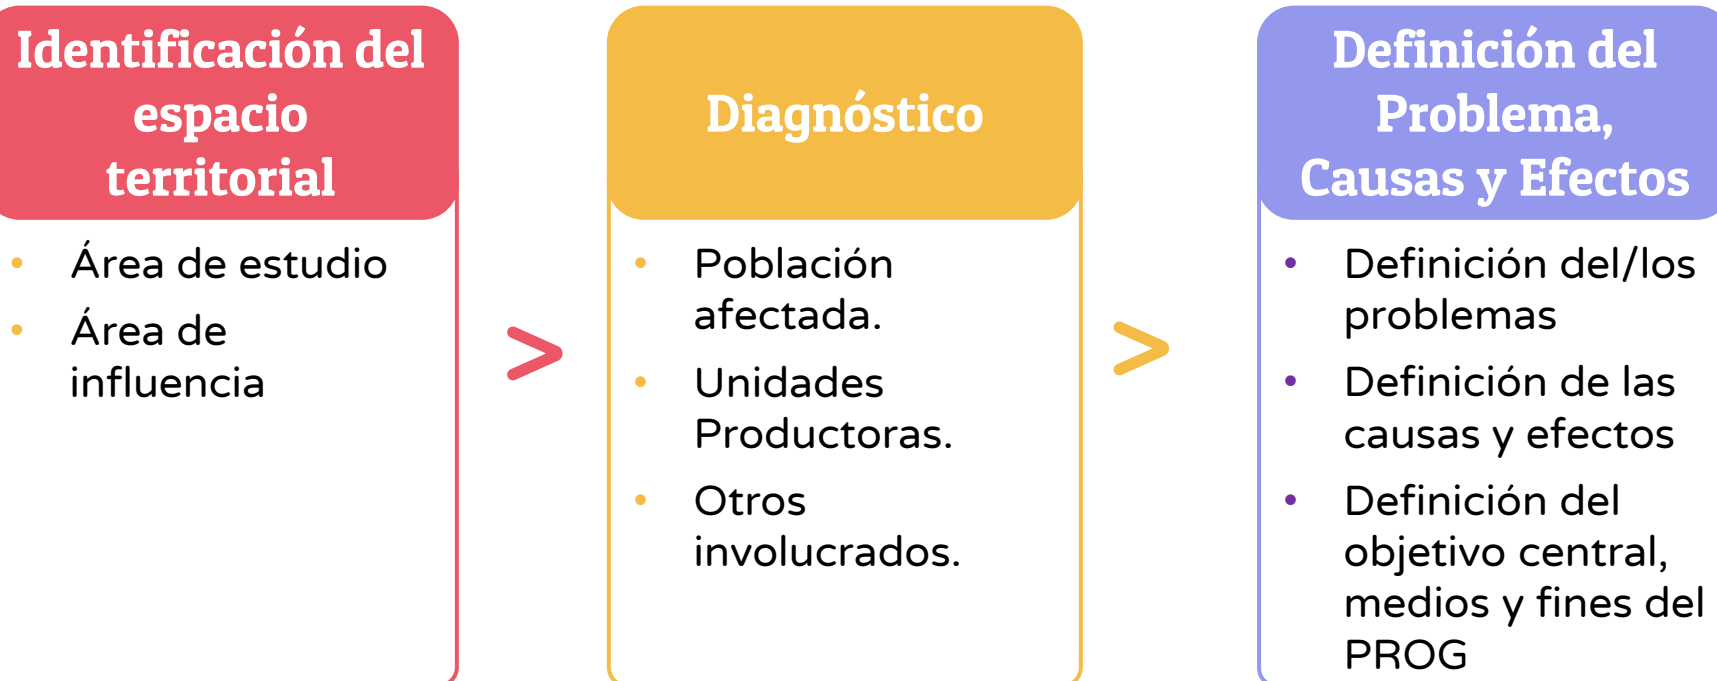 Identificación del
espacio
territorial
• Área de estudio
• Área de
influencia
>
Diagnóstico
• Población
afectada.
• Unidades
Productoras.
• Otros
involucrados.
>
Definición del
Problema,
Causas y Efectos
• Definición del/los
problemas
• Definición de las
causas y efectos
• Definición del
objetivo central,
medios y fines del
PROG